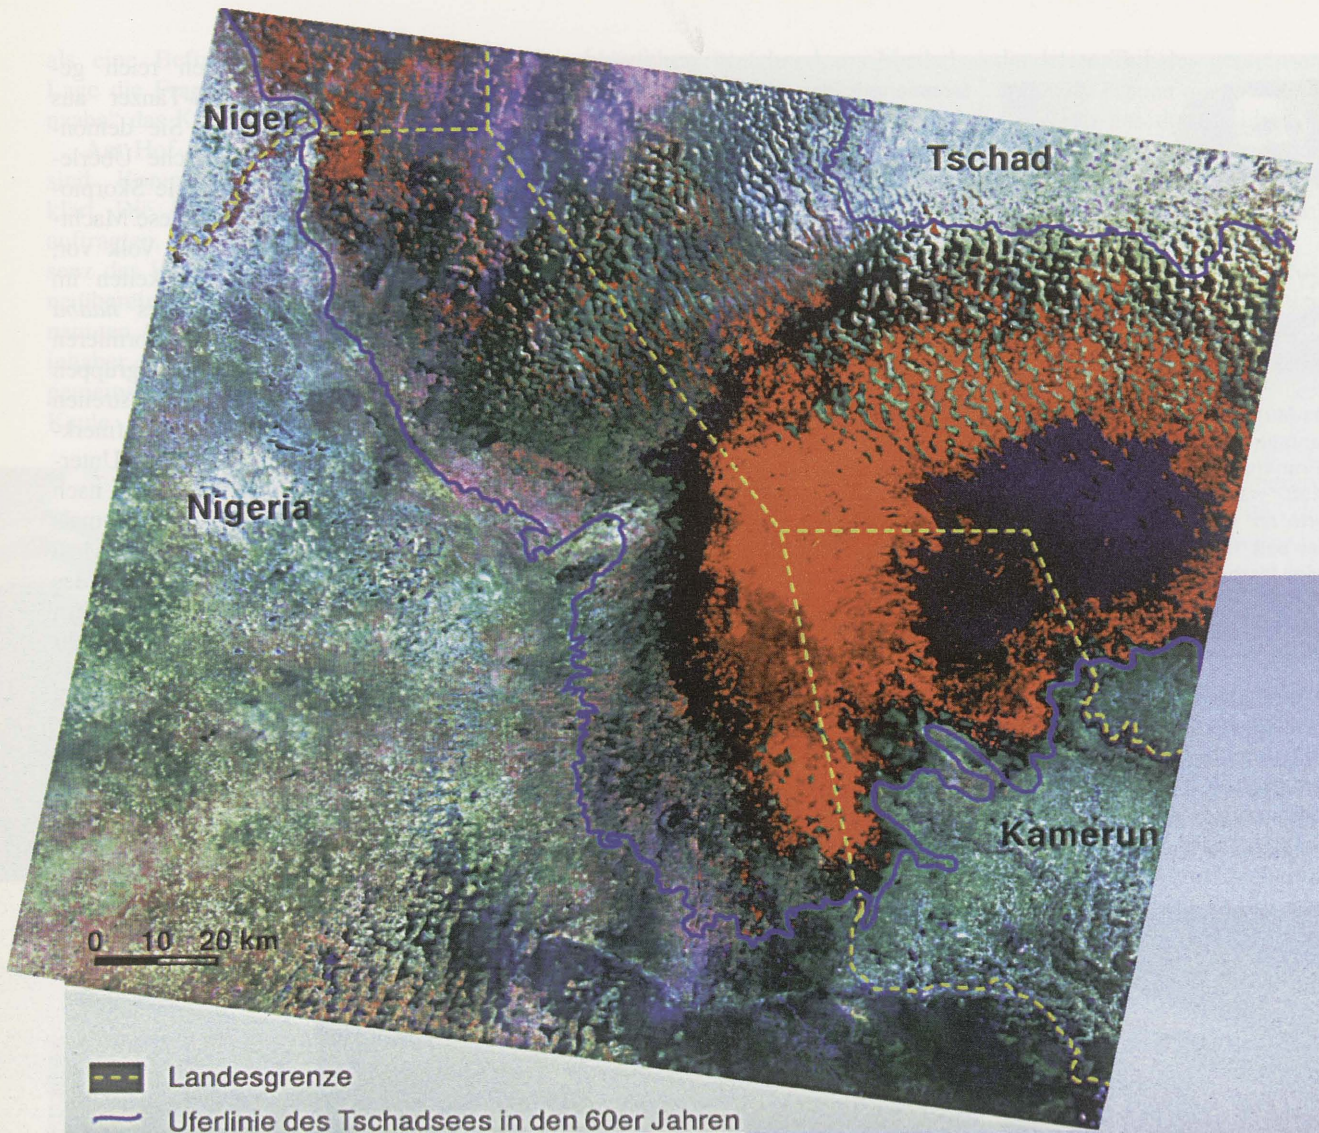 Niger
Tschad
Nigeria
Kamerun
0 10 20 km
Landesgrenze
Uferlinie des Tschadsees in den 60er Jahren